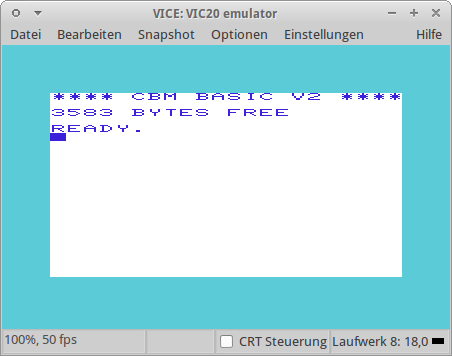 VICE: VIC20 emulator
Datei Bearbeiten Snapshot Optionen Einstellungen Hilfe
**** CBM BASIC V2 ****
3583 BYTES FREE
READY.
100%, 50 fps CRT Steuerung Laufwerk 8: 18,0